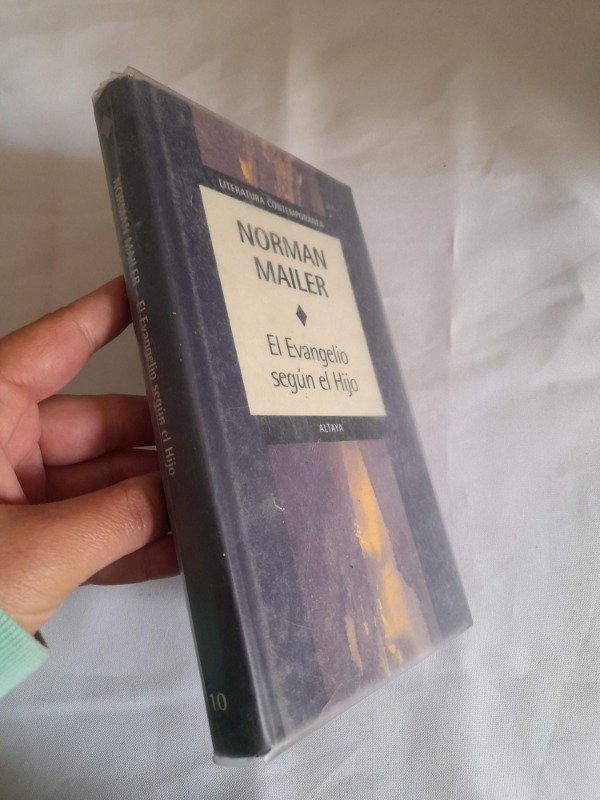 LITERATURA CONTEMPORÁNEA
NORMAN
MAILER
El Evangelio
según el Hijo
ALTAYA
NORMAN MAILER El Evangelio según el Hijo
10